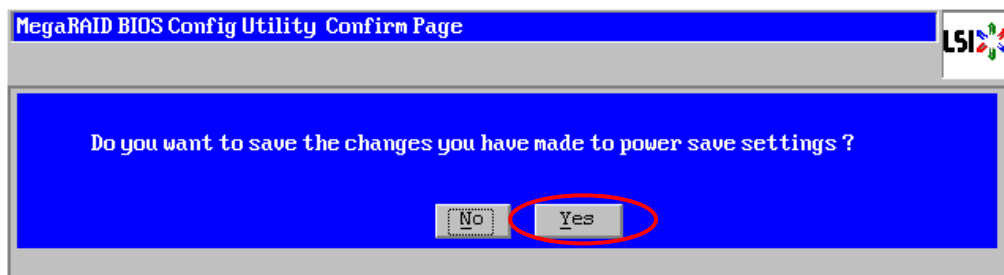 MegaRAID BIOS Config Utility Confirm Page
LSI
Do you want to save the changes you have made to power save settings ?
No
Yes